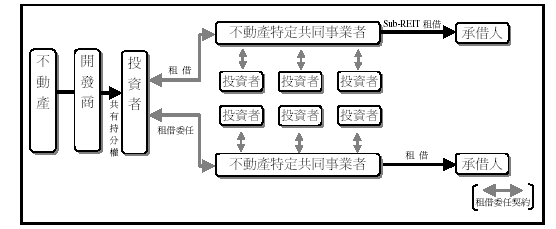 不動產
開發商
共有持分權
投資者
租借
租借委任
不動產特定共同事業者
Sub-REIT 租借
承借人
投資者
投資者
投資者
投資者
投資者
投資者
不動產特定共同事業者
租借
承借人
租借委任契約